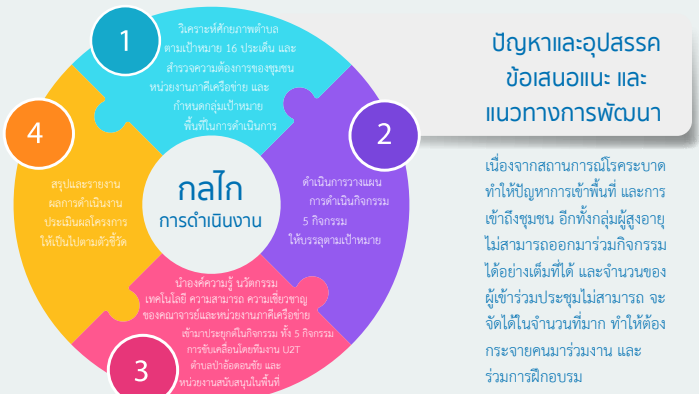 1
วิเคราะห์ศักยภาพตำบล
ตามเป้าหมาย 16 ประเด็น และ
สำรวจความต้องการของชุมชน
หน่วยงานภาคีเครือข่าย และ
กำหนดกลุ่มเป้าหมาย
พื้นที่ในการดำเนินการ
2
ดำเนินการวางแผน
การดำเนินกิจกรรม
5 กิจกรรม
ให้บรรลุตามเป้าหมาย
3
นำองค์ความรู้ นวัตกรรม
เทคโนโลยี ความสามารถ ความเชี่ยวชาญ
ของคณาจารย์และหน่วยงานภาคีเครือข่าย
เข้ามาประยุกต์ในกิจกรรม ทั้ง 5 กิจกรรม
การขับเคลื่อนโดยทีมงาน U2T
ตำบลป่าอ้อดอนชัย และ
หน่วยงานสนับสนุนในพื้นที่
4
สรุปและรายงาน
ผลการดำเนินงาน
ประเมินผลโครงการ
ให้เป็นไปตามตัวชี้วัด
กลไก
การดำเนินงาน
ปัญหาและอุปสรรค
ข้อเสนอแนะ และ
แนวทางการพัฒนา
เนื่องจากสถานการณ์โรคระบาด
ทำให้ปัญหาการเข้าพื้นที่ และการ
เข้าถึงชุมชน อีกทั้งกลุ่มผู้สูงอายุ
ไม่สามารถออกมาร่วมกิจกรรม
ได้อย่างเต็มที่ได้ และจำนวนของ
ผู้เข้าร่วมประชุมไม่สามารถ จะ
จัดได้ในจำนวนที่มาก ทำให้ต้อง
กระจายคนมาร่วมงาน และ
ร่วมการฝึกอบรม